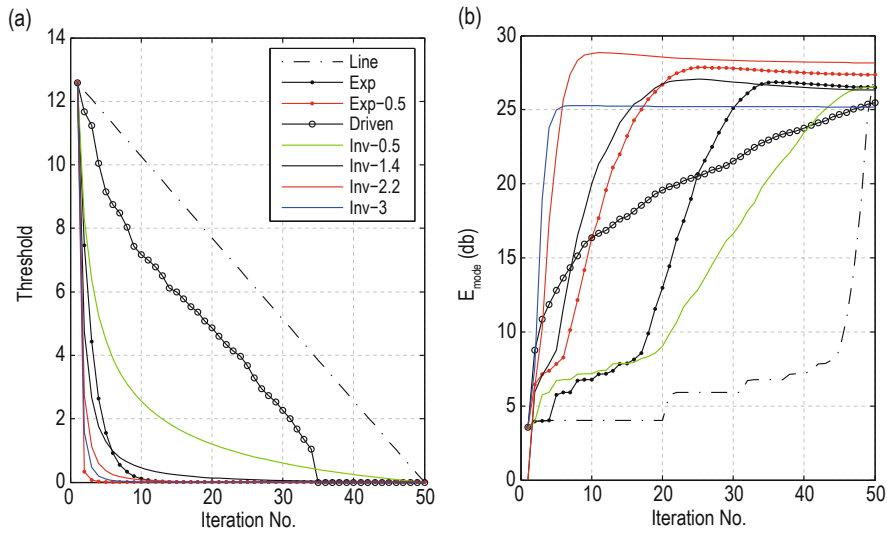 (a)
14
12
10
8
6
4
2
0
Threshold
0
10
20
30
40
50
Iteration No.
Line
Exp
Exp−0.5
Driven
Inv−0.5
Inv−1.4
Inv−2.2
Inv−3
(b)
30
25
20
15
10
5
0
E_mode (db)
0
10
20
30
40
50
Iteration No.